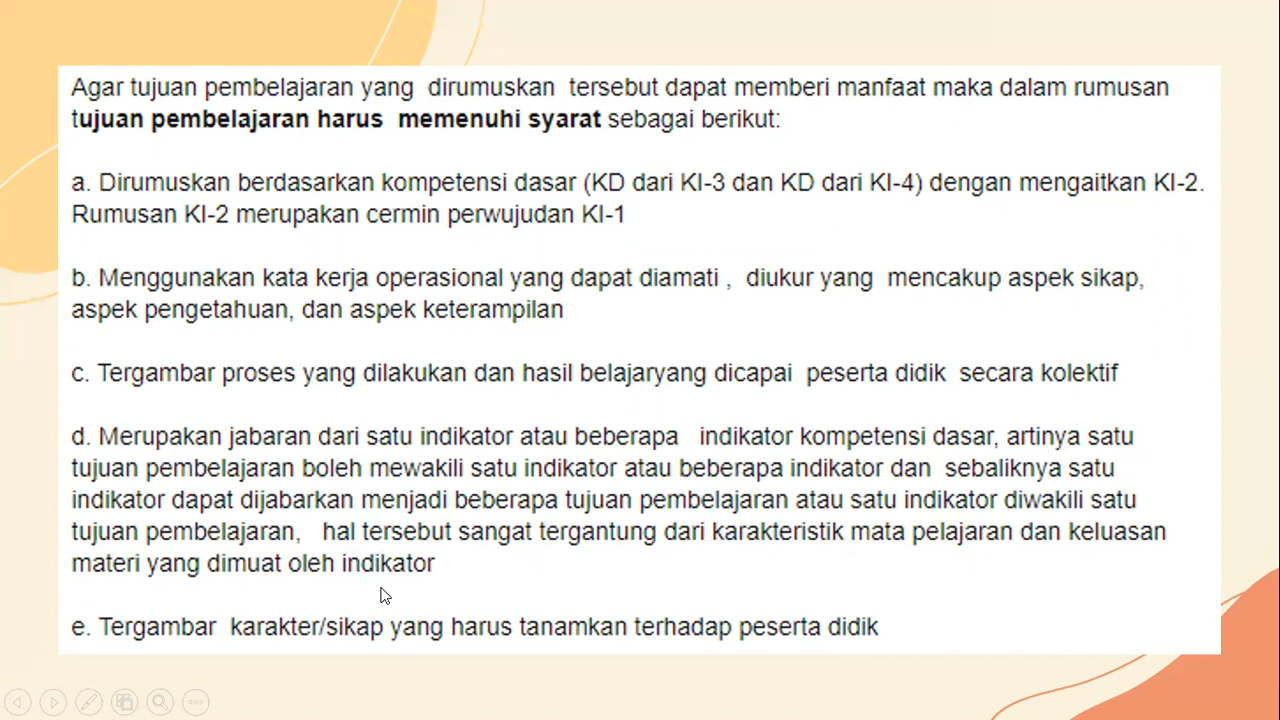 Agar tujuan pembelajaran yang dirumuskan tersebut dapat memberi manfaat maka dalam rumusan
tujuan pembelajaran harus memenuhi syarat sebagai berikut:
a. Dirumuskan berdasarkan kompetensi dasar (KD dari KI-3 dan KD dari KI-4) dengan mengaitkan KI-2.
Rumusan KI-2 merupakan cermin perwujudan KI-1
b. Menggunakan kata kerja operasional yang dapat diamati , diukur yang mencakup aspek sikap,
aspek pengetahuan, dan aspek keterampilan
c. Tergambar proses yang dilakukan dan hasil belajaryang dicapai peserta didik secara kolektif
d. Merupakan jabaran dari satu indikator atau beberapa indikator kompetensi dasar, artinya satu
tujuan pembelajaran boleh mewakili satu indikator atau beberapa indikator dan sebaliknya satu
indikator dapat dijabarkan menjadi beberapa tujuan pembelajaran atau satu indikator diwakili satu
tujuan pembelajaran, hal tersebut sangat tergantung dari karakteristik mata pelajaran dan keluasan
materi yang dimuat oleh indikator
e. Tergambar karakter/sikap yang harus tanamkan terhadap peserta didik